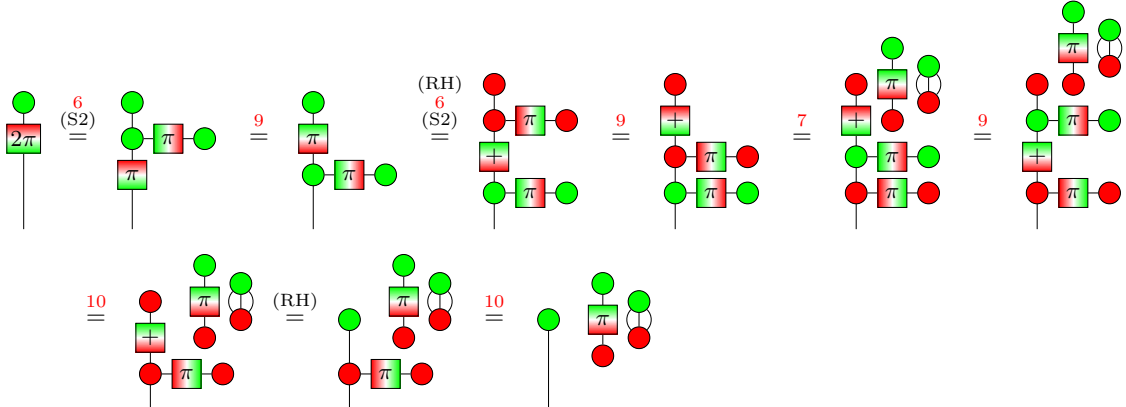 2π 6 (S2) = π π 9 = π π (RH) 6 (S2) = π + π 9 = + π π 7 = π + π π 9 = π π + π
10 = π + π (RH) = π π 10 = π